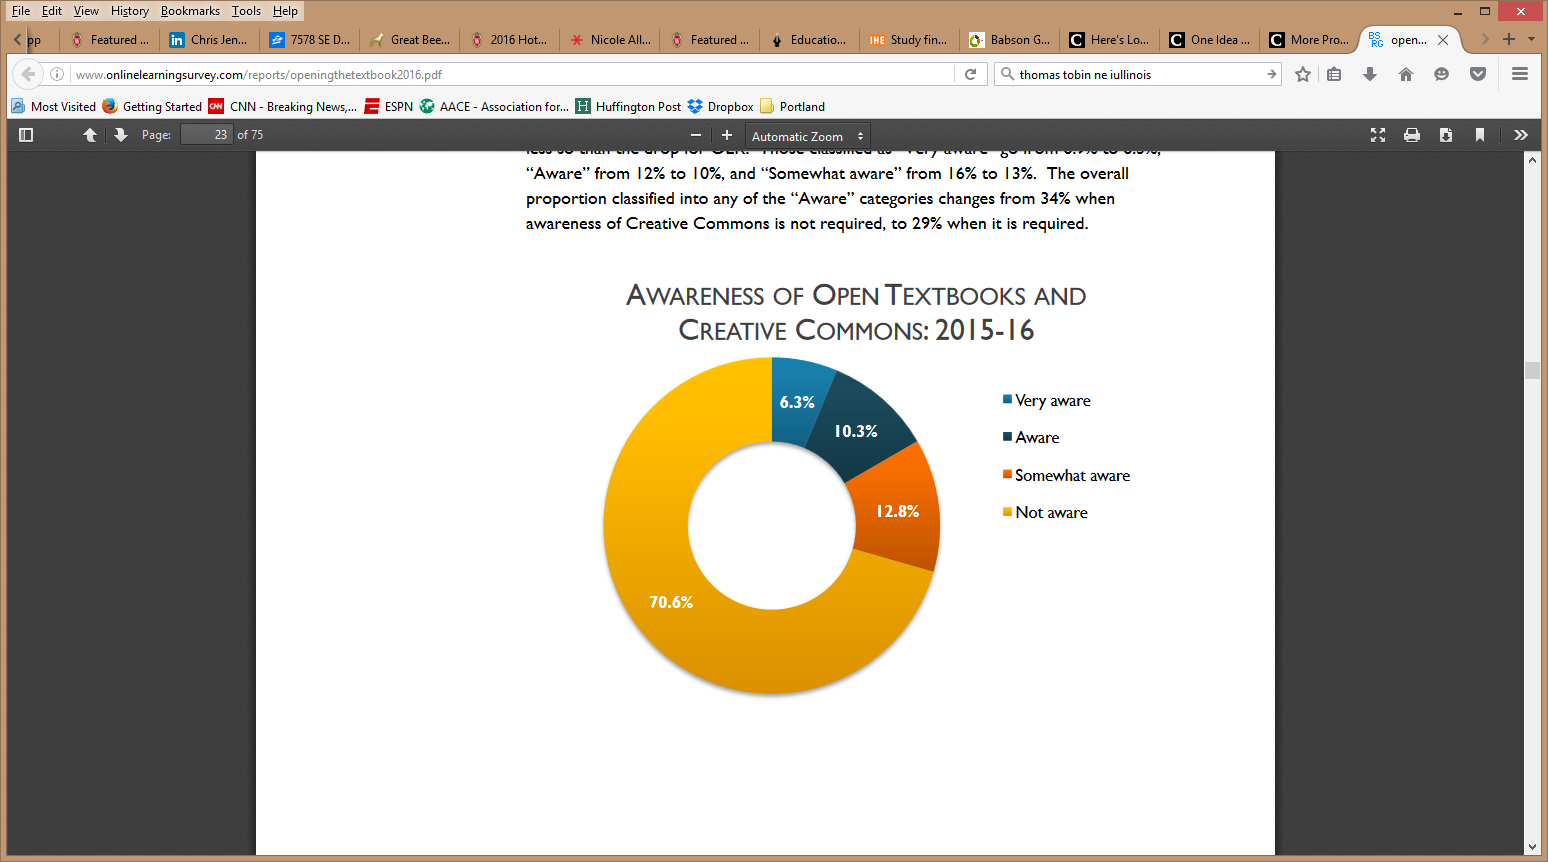 File Edit View History Bookmarks Tools Help
pp Featured ... Chris Jen... 7578 SE D... Great Bee... 2016 Hot... Nicole All... Featured ... Educatio... IHE Study fin... Babson G... C Here's Lo... C One Idea ... C More Pro... BS RG open...
www.onlinelearningsurvey.com/reports/openingthetextbook2016.pdf thomas tobin ne iullinois
Most Visited Getting Started CNN CNN - Breaking News,... ESPN AACE - Association for... H Huffington Post Dropbox Portland
Page: 23 of 75 Automatic Zoom
“Aware” from 12% to 10%, and “Somewhat aware” from 16% to 13%. The overall
proportion classified into any of the “Aware” categories changes from 34% when
awareness of Creative Commons is not required, to 29% when it is required.
AWARENESS OF OPEN TEXTBOOKS AND
CREATIVE COMMONS: 2015-16
6.3%
10.3%
12.8%
70.6%
Very aware
Aware
Somewhat aware
Not aware